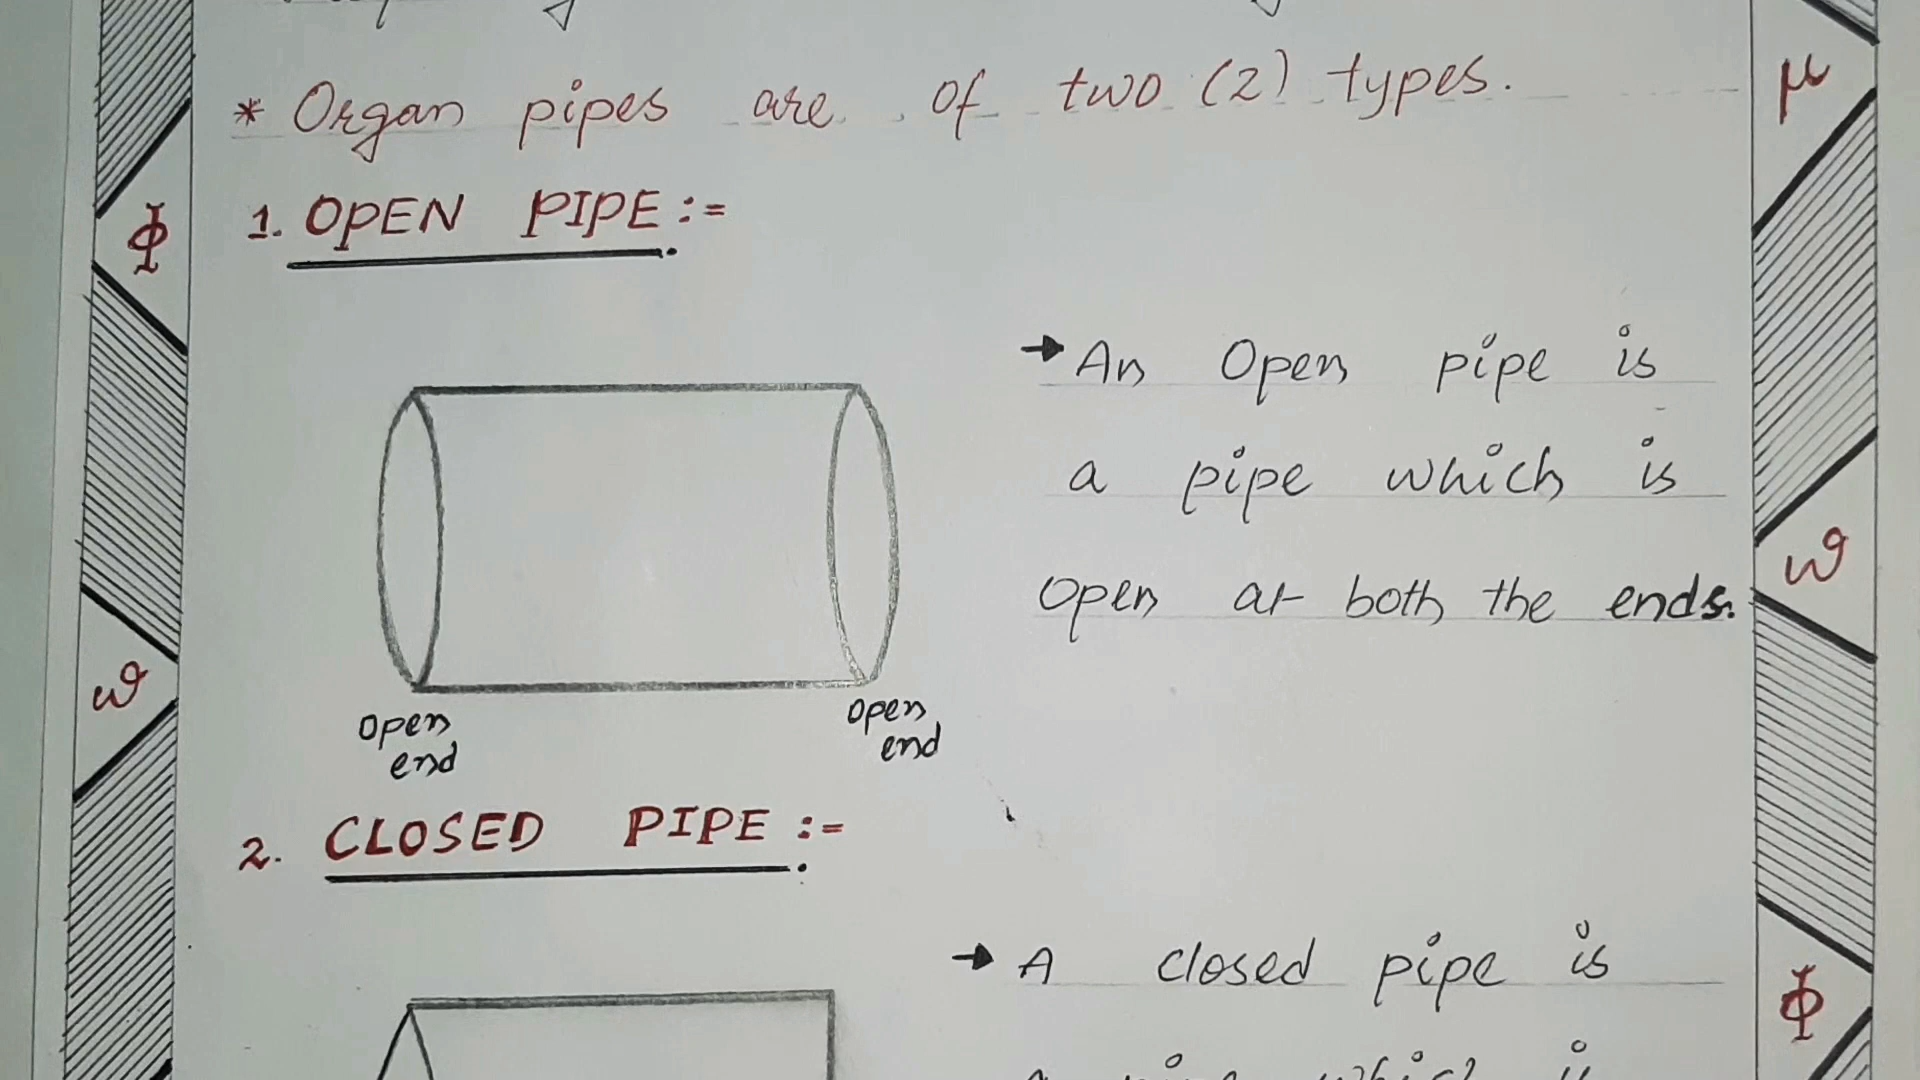 * Organ pipes are of two (2) types.
1. OPEN PIPE :=
→ An Open pipe is
a pipe which is
open at both the ends.
open end
open end
2. CLOSED PIPE :=
→ A closed pipe is
which
Φ
ω
μ
ω
Φ